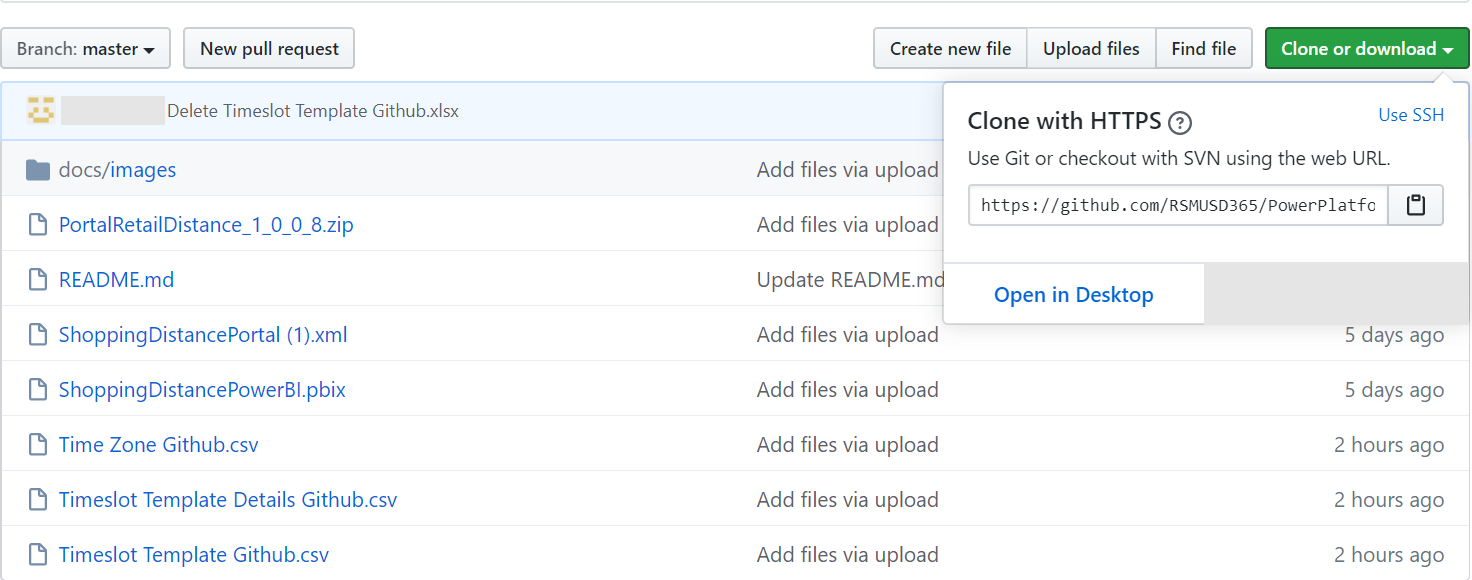 Branch: master New pull request Create new file Upload files Find file Clone or download
Delete Timeslot Template Github.xlsx
Clone with HTTPS ? Use SSH
Use Git or checkout with SVN using the web URL.
https://github.com/RSMUSD365/PowerPlatfo
Open in Desktop
docs/images Add files via upload
PortalRetailDistance_1_0_0_8.zip Add files via upload
README.md Update README.md
ShoppingDistancePortal (1).xml Add files via upload 5 days ago
ShoppingDistancePowerBI.pbix Add files via upload 5 days ago
Time Zone Github.csv Add files via upload 2 hours ago
Timeslot Template Details Github.csv Add files via upload 2 hours ago
Timeslot Template Github.csv Add files via upload 2 hours ago